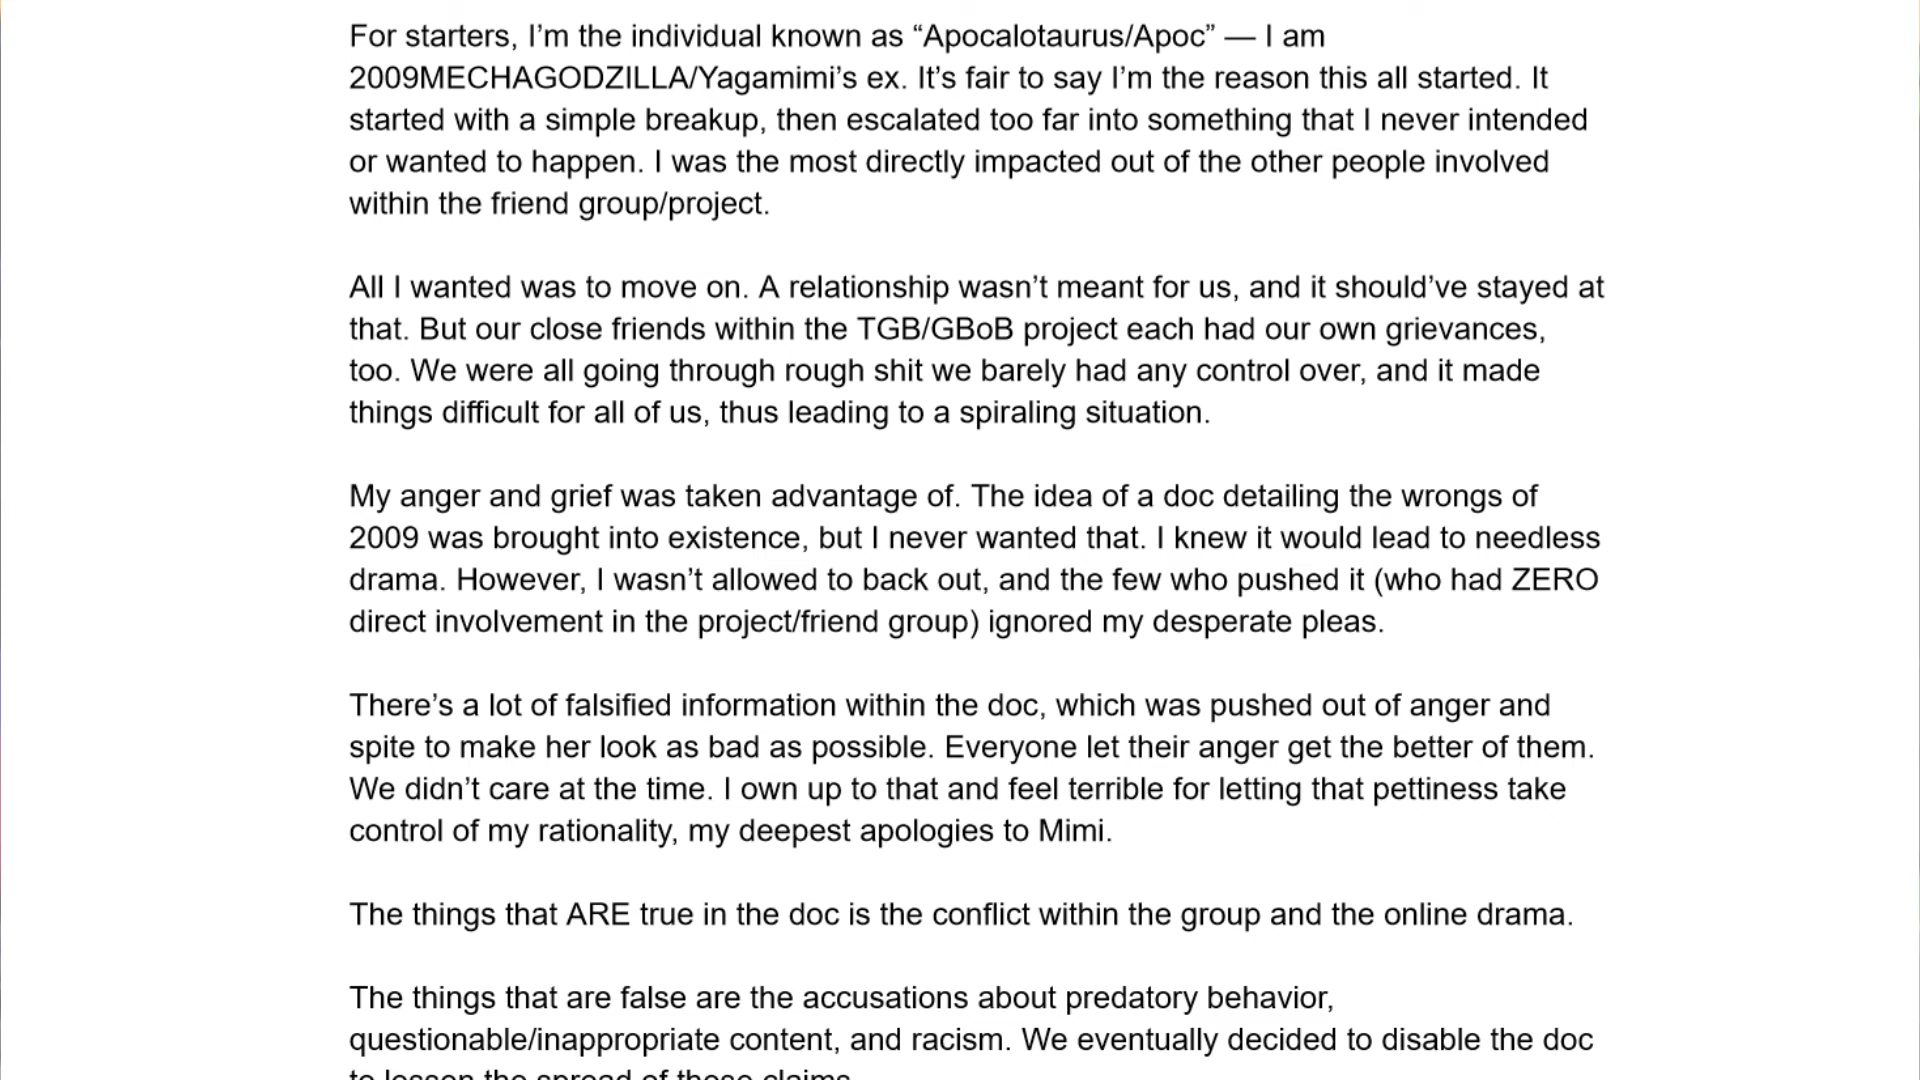 For starters, I’m the individual known as “Apocalotaurus/Apoc” — I am
2009MECHAGODZILLA/Yagamimi’s ex. It’s fair to say I’m the reason this all started. It
started with a simple breakup, then escalated too far into something that I never intended
or wanted to happen. I was the most directly impacted out of the other people involved
within the friend group/project.
All I wanted was to move on. A relationship wasn’t meant for us, and it should’ve stayed at
that. But our close friends within the TGB/GBoB project each had our own grievances,
too. We were all going through rough shit we barely had any control over, and it made
things difficult for all of us, thus leading to a spiraling situation.
My anger and grief was taken advantage of. The idea of a doc detailing the wrongs of
2009 was brought into existence, but I never wanted that. I knew it would lead to needless
drama. However, I wasn’t allowed to back out, and the few who pushed it (who had ZERO
direct involvement in the project/friend group) ignored my desperate pleas.
There’s a lot of falsified information within the doc, which was pushed out of anger and
spite to make her look as bad as possible. Everyone let their anger get the better of them.
We didn’t care at the time. I own up to that and feel terrible for letting that pettiness take
control of my rationality, my deepest apologies to Mimi.
The things that ARE true in the doc is the conflict within the group and the online drama.
The things that are false are the accusations about predatory behavior,
questionable/inappropriate content, and racism. We eventually decided to disable the doc
to lessen the spread of these claims.